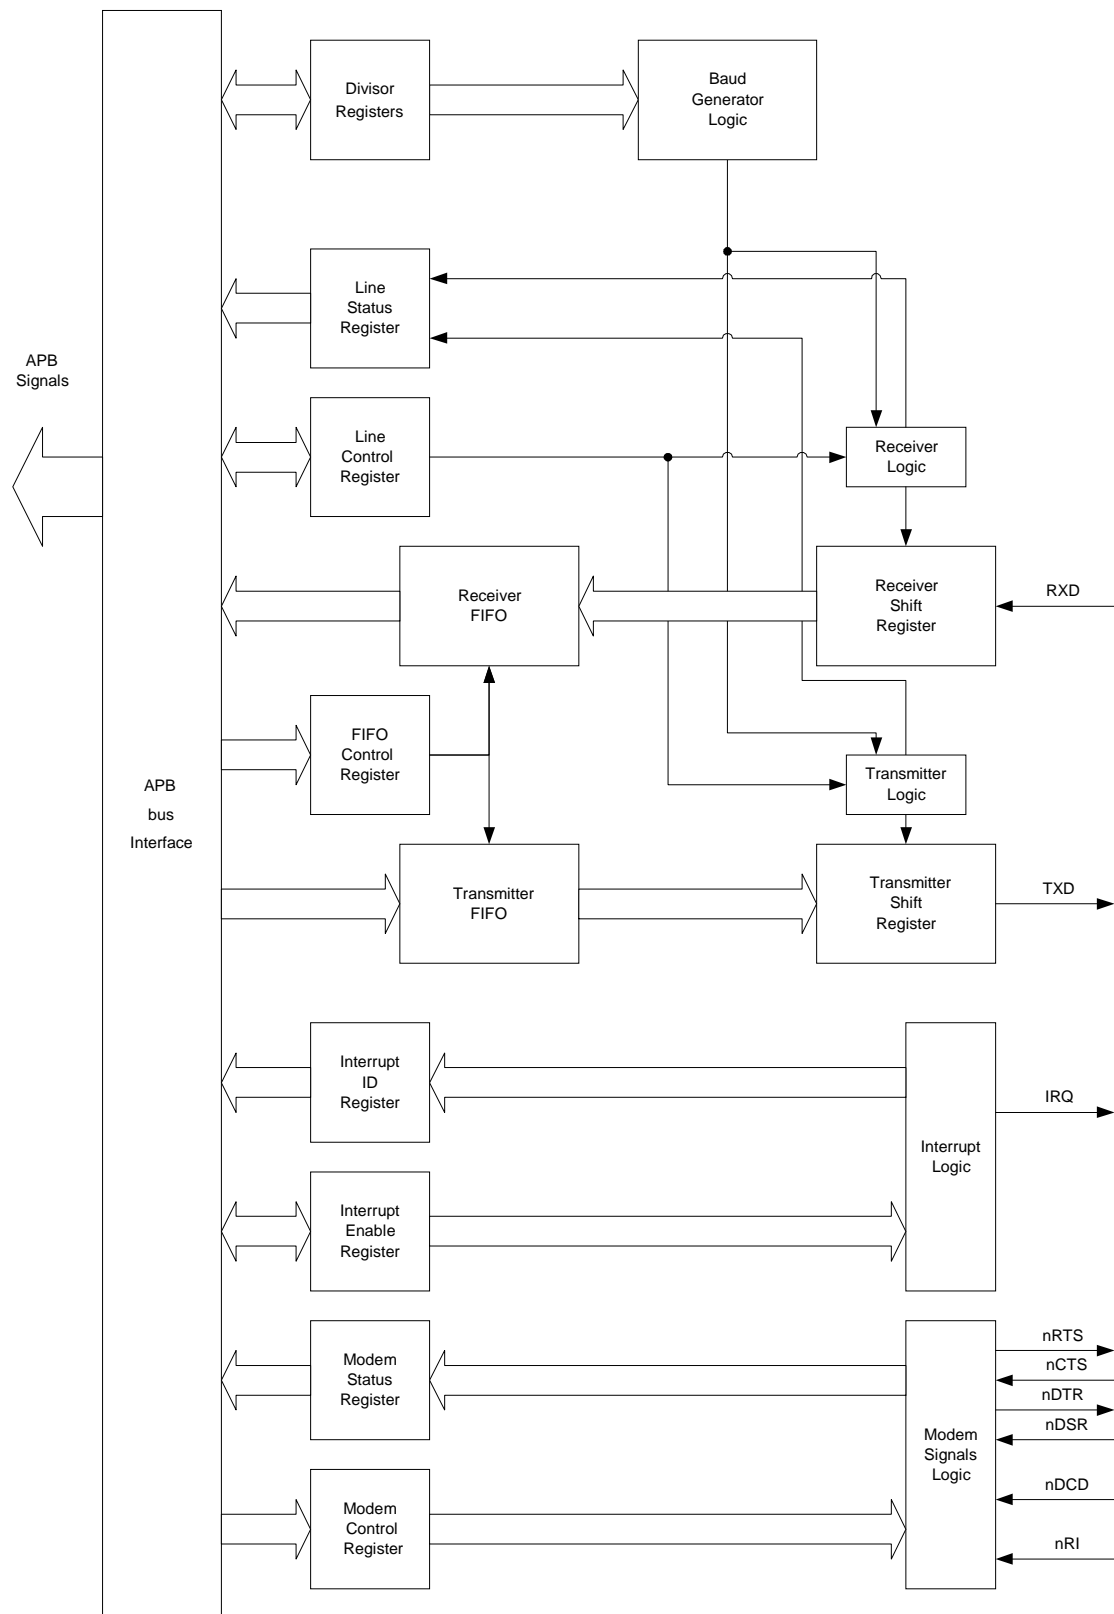 Divisor
Registers
Baud
Generator
Logic
Line
Status
Register
APB
Signals
Line
Control
Register
Receiver
Logic
Receiver
FIFO
Receiver
Shift
Register
RXD
FIFO
Control
Register
Transmitter
Logic
APB
bus
Interface
Transmitter
FIFO
Transmitter
Shift
Register
TXD
Interrupt
ID
Register
IRQ
Interrupt
Logic
Interrupt
Enable
Register
Modem
Status
Register
nRTS
nCTS
nDTR
nDSR
Modem
Signals
Logic
nDCD
nRI
Modem
Control
Register